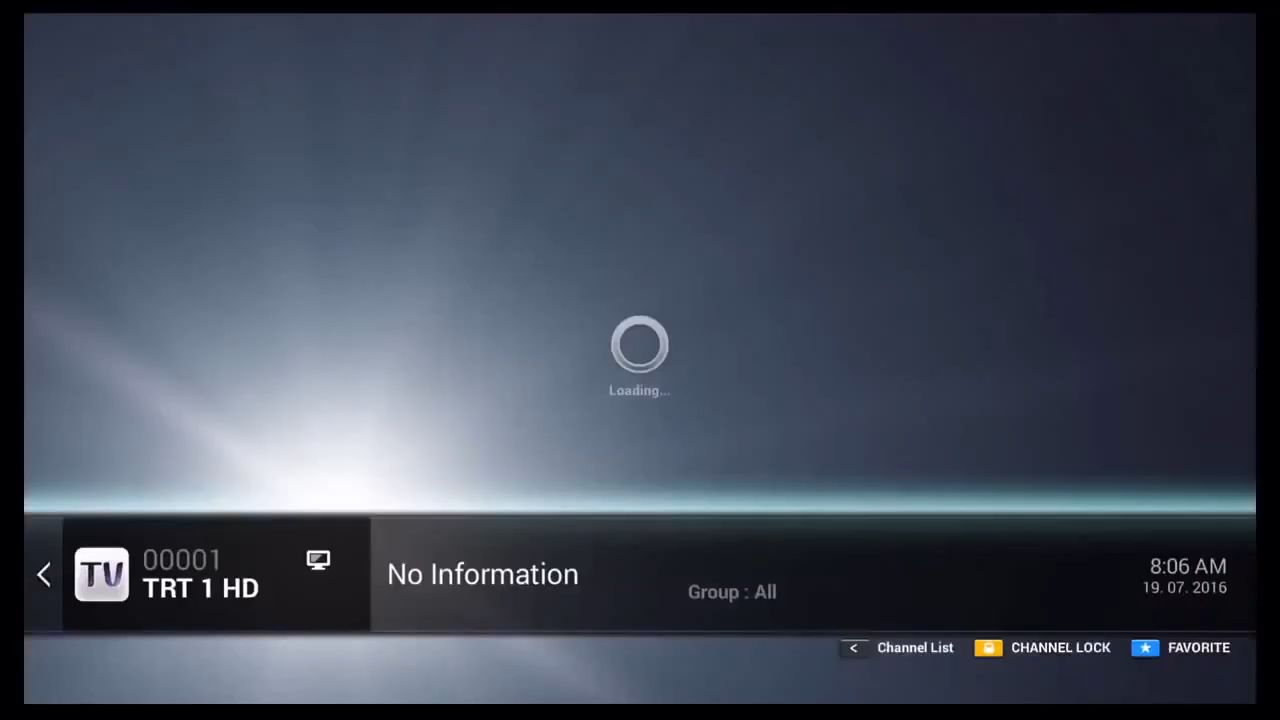 Loading...
TV
00001
TRT 1 HD
No Information
Group : All
8:06 AM
19. 07. 2016
< Channel List
CHANNEL LOCK
FAVORITE